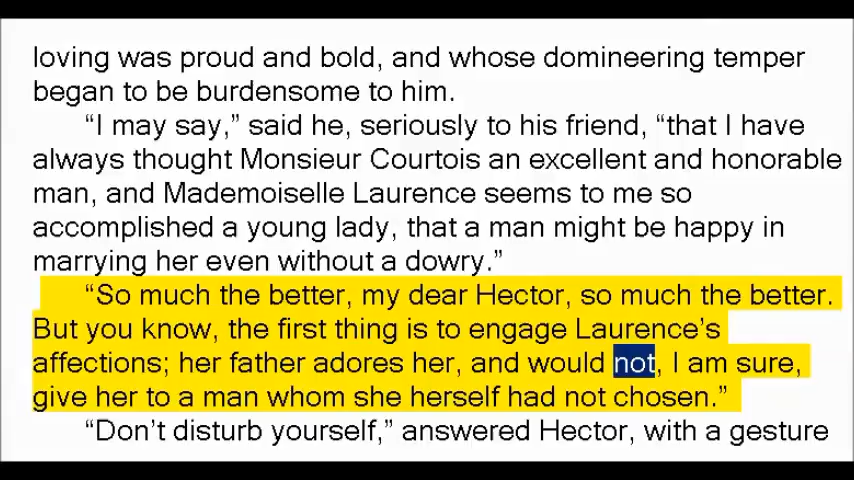 loving was proud and bold, and whose domineering temper
began to be burdensome to him.
“I may say,” said he, seriously to his friend, “that I have
always thought Monsieur Courtois an excellent and honorable
man, and Mademoiselle Laurence seems to me so
accomplished a young lady, that a man might be happy in
marrying her even without a dowry.”
“So much the better, my dear Hector, so much the better.
But you know, the first thing is to engage Laurence’s
affections; her father adores her, and would not, I am sure,
give her to a man whom she herself had not chosen.”
“Don’t disturb yourself,” answered Hector, with a gesture